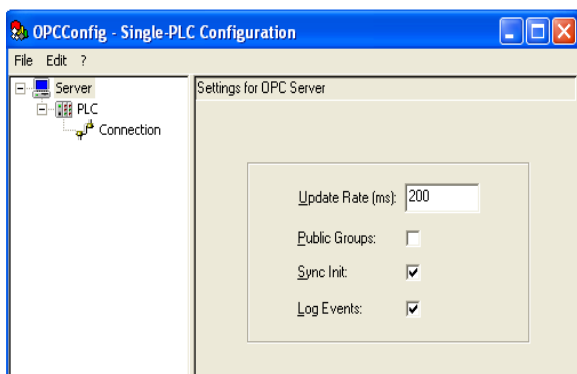 OPCConfig - Single-PLC Configuration
File Edit ?
Server
PLC
Connection
Settings for OPC Server
Update Rate (ms): 200
Public Groups:
Sync Init:
Log Events: